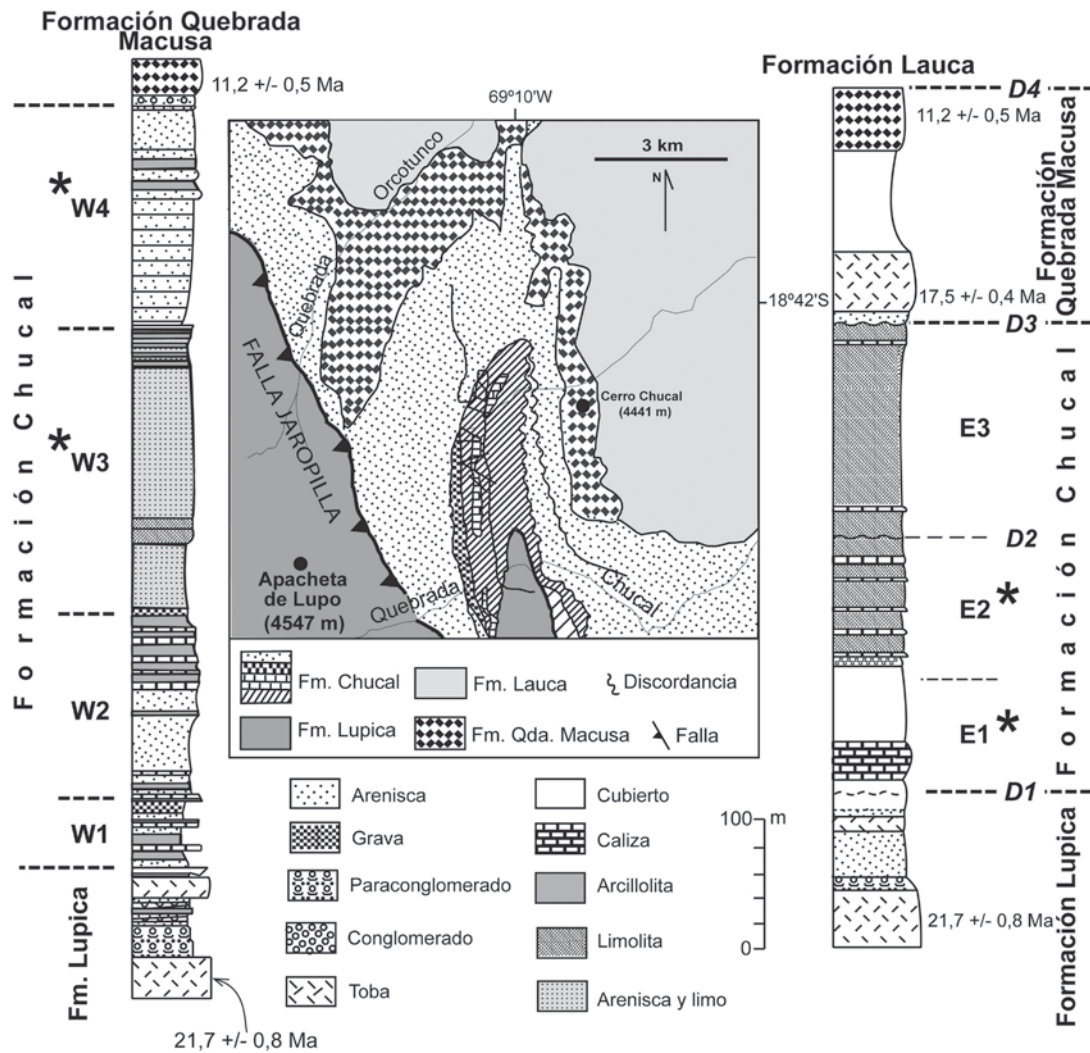 Formación Quebrada
Macusa
11,2 +/- 0,5 Ma
*
W4
*
W3
W2
W1
Formación Chucal
Fm. Lupica
21,7 +/- 0,8 Ma
69º10'W
3 km
N
18º42'S
Orcotunco
Quebrada
FALLA JAROPILLA
Cerro Chucal
(4441 m)
Apacheta
de Lupo
(4547 m)
Quebrada
Chucal
Fm. Chucal
Fm. Lauca
Discordancia
Fm. Lupica
Fm. Qda. Macusa
Falla
Arenisca
Cubierto
Grava
Caliza
Paraconglomerado
Arcillolita
Conglomerado
Limolita
Toba
Arenisca y limo
100 m
0
Formación Lauca
D4
11,2 +/- 0,5 Ma
17,5 +/- 0,4 Ma
D3
E3
D2
E2 *
E1 *
D1
21,7 +/- 0,8 Ma
Formación
Quebrada Macusa
Formación Chucal
Formación Lupica